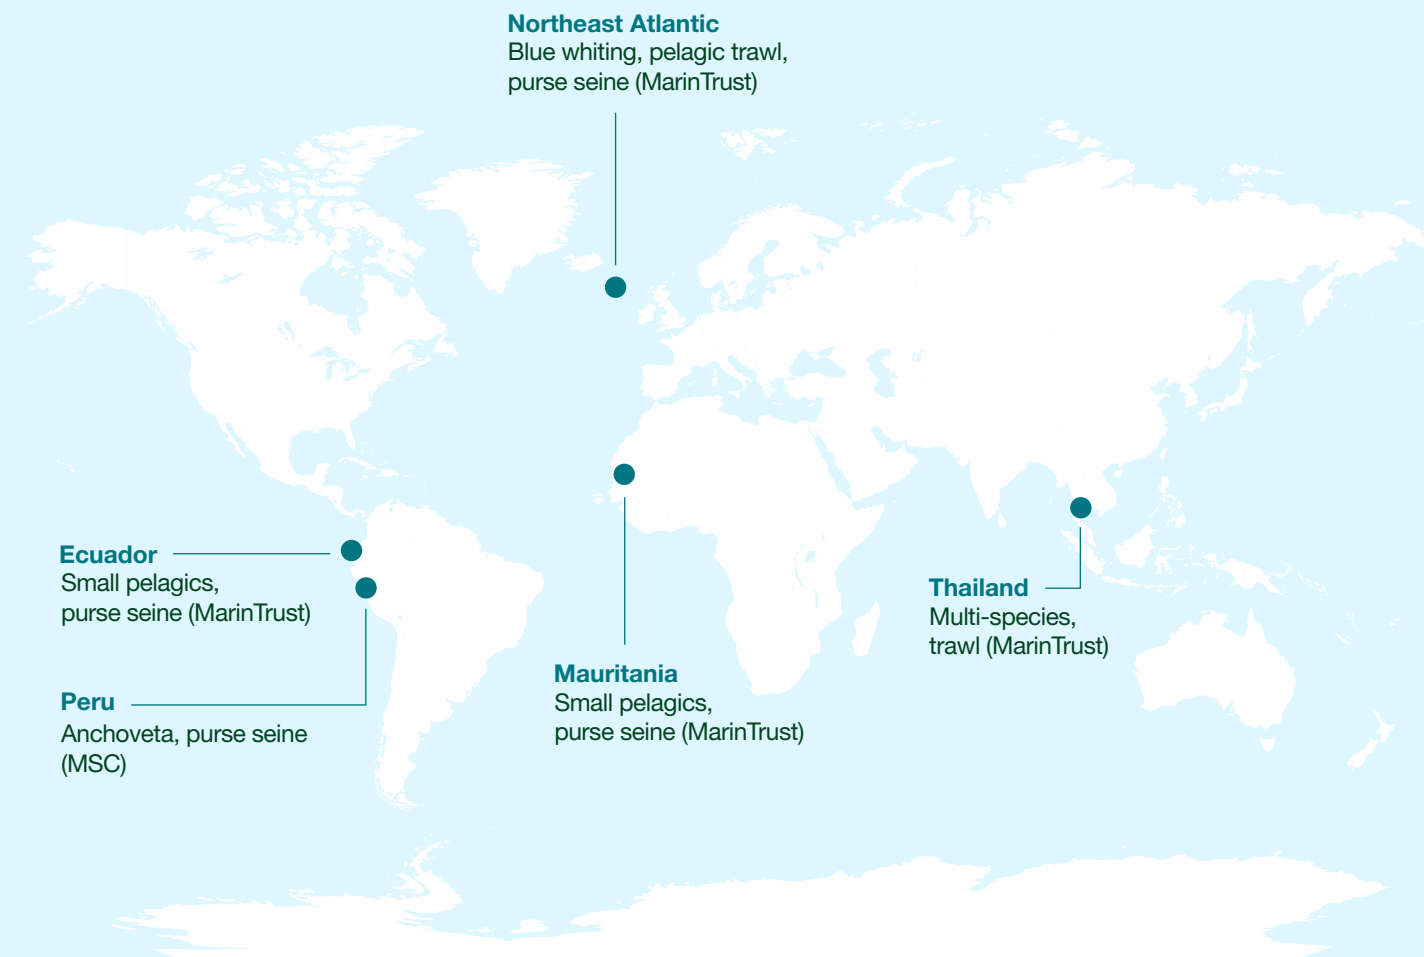 Northeast Atlantic
Blue whiting, pelagic trawl,
purse seine (MarinTrust)
Ecuador
Small pelagics,
purse seine (MarinTrust)
Peru
Anchoveta, purse seine
(MSC)
Mauritania
Small pelagics,
purse seine (MarinTrust)
Thailand
Multi-species,
trawl (MarinTrust)